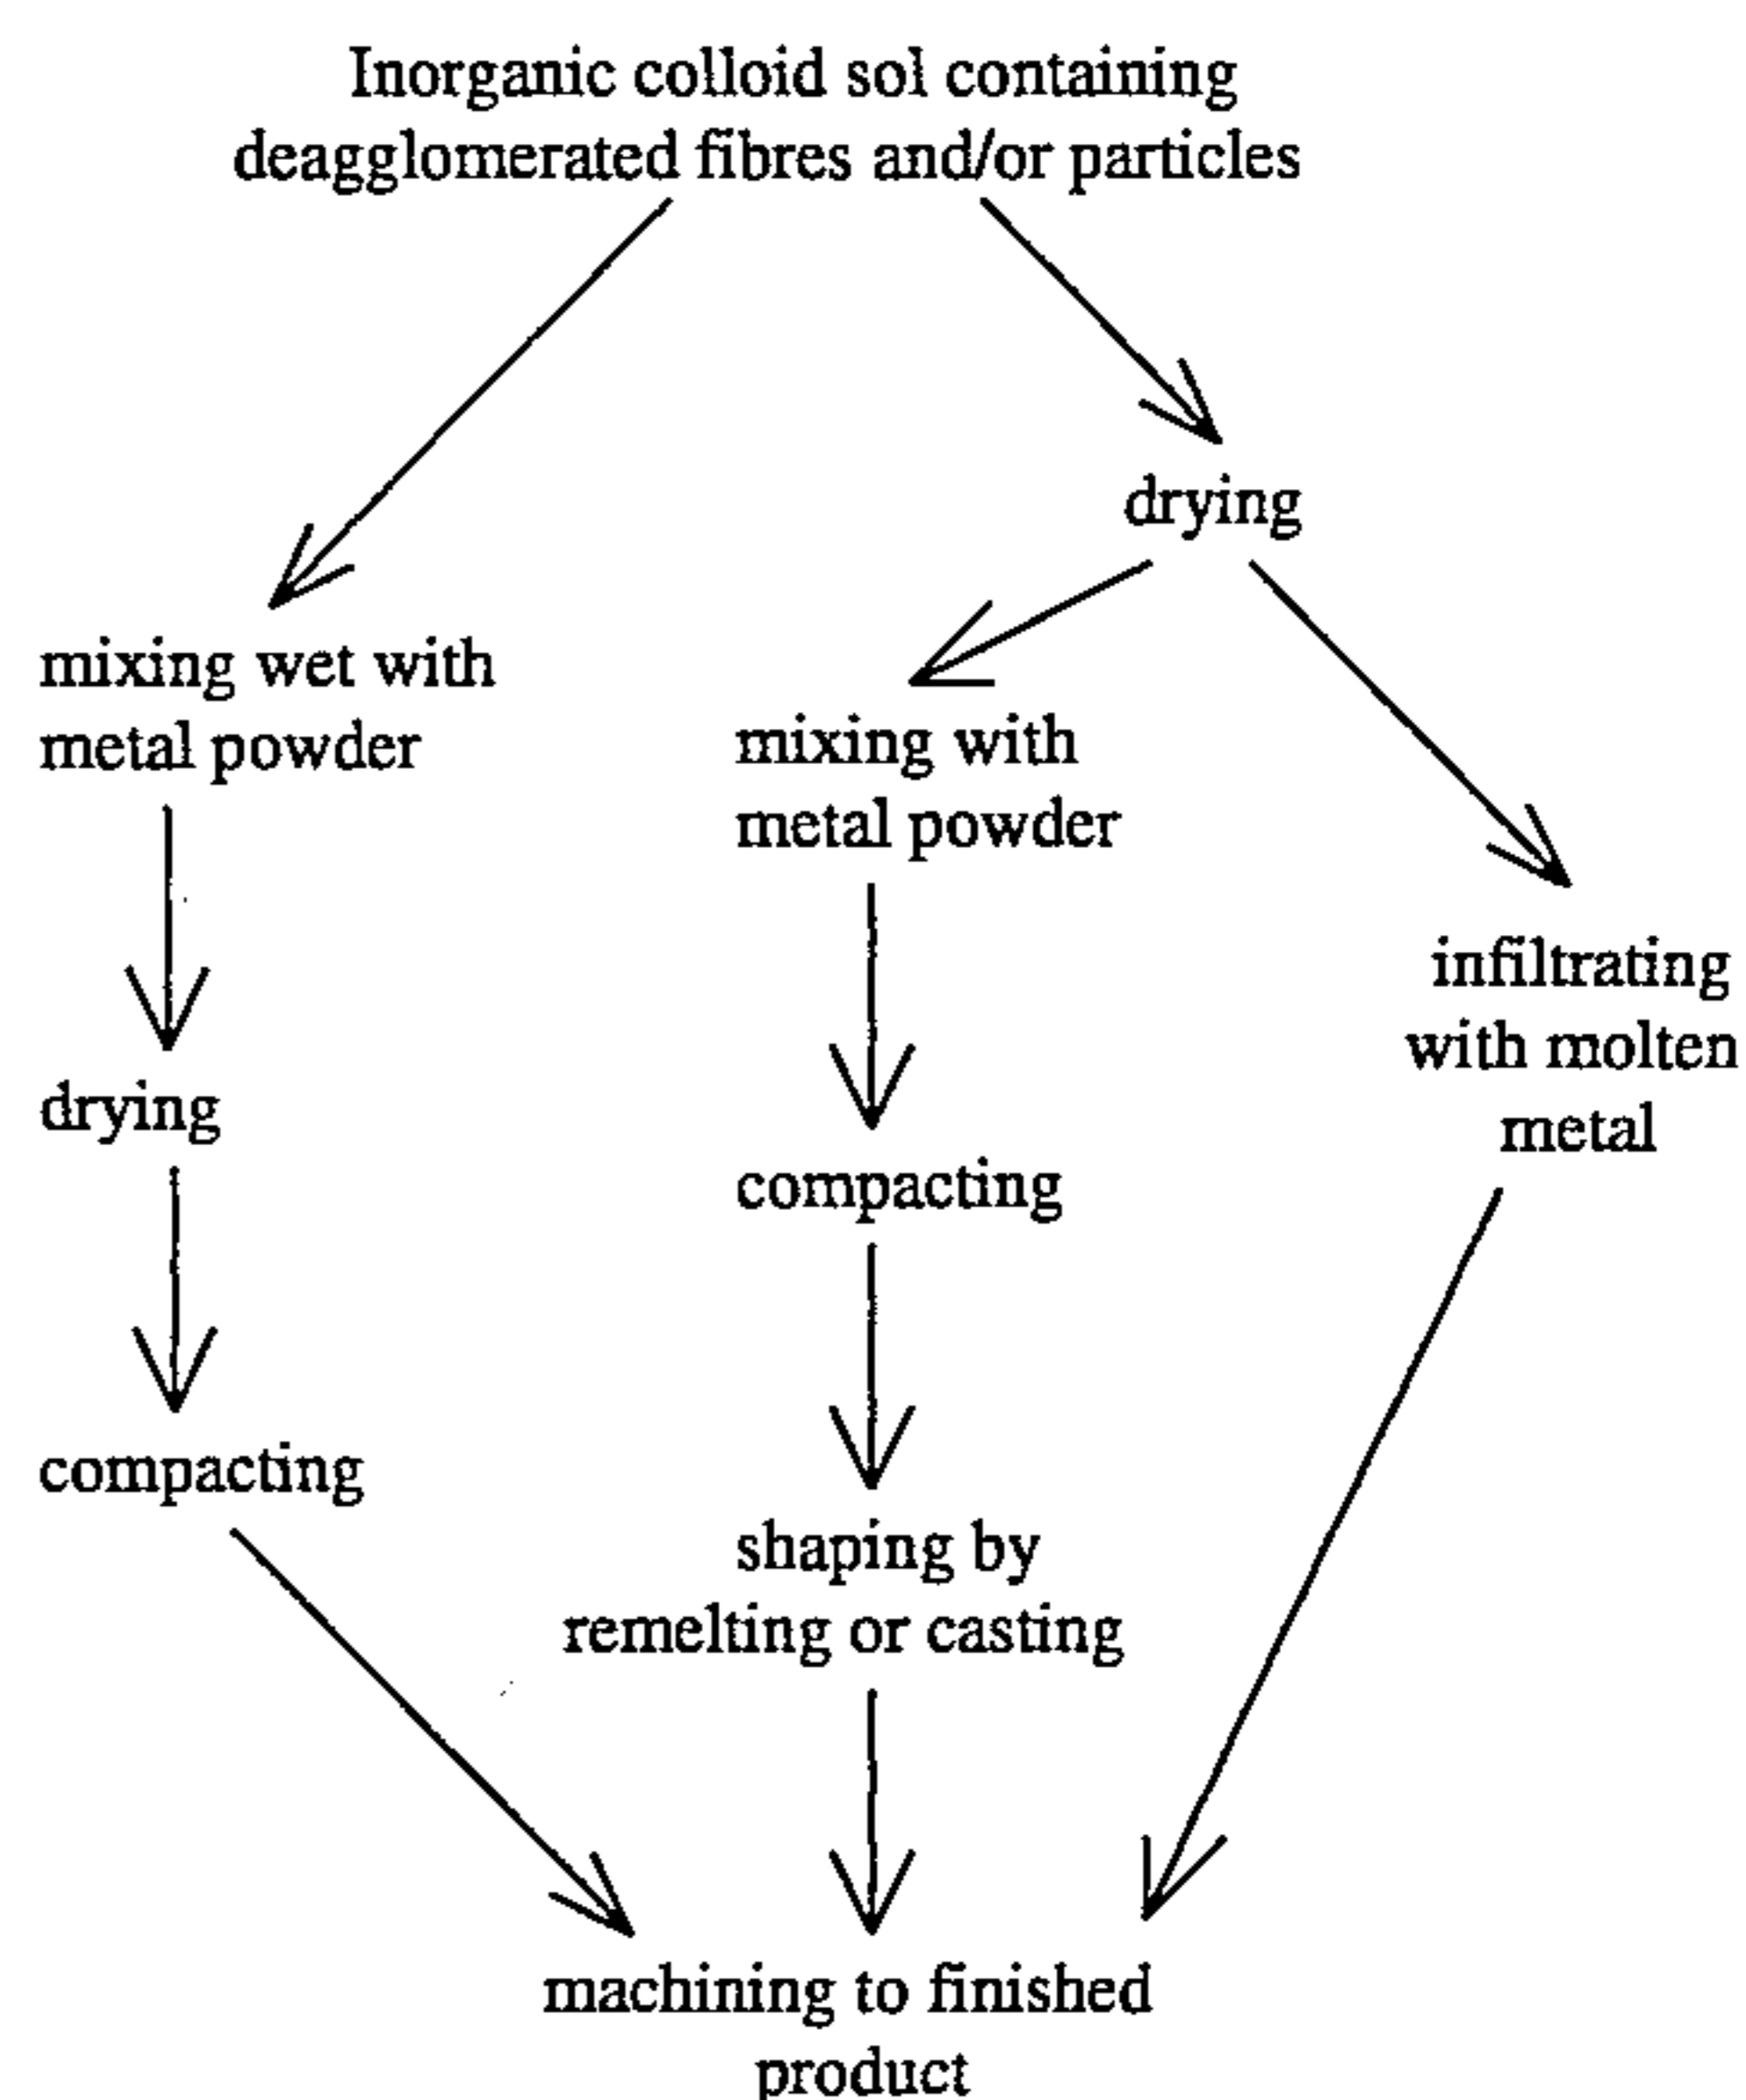 Inorganic colloid sol containing
deagglomerated fibres and/or particles
drying
mixing wet with
metal powder
mixing with
metal powder
infiltrating
with molten
metal
drying
compacting
compacting
shaping by
remelting or casting
machining to finished
product